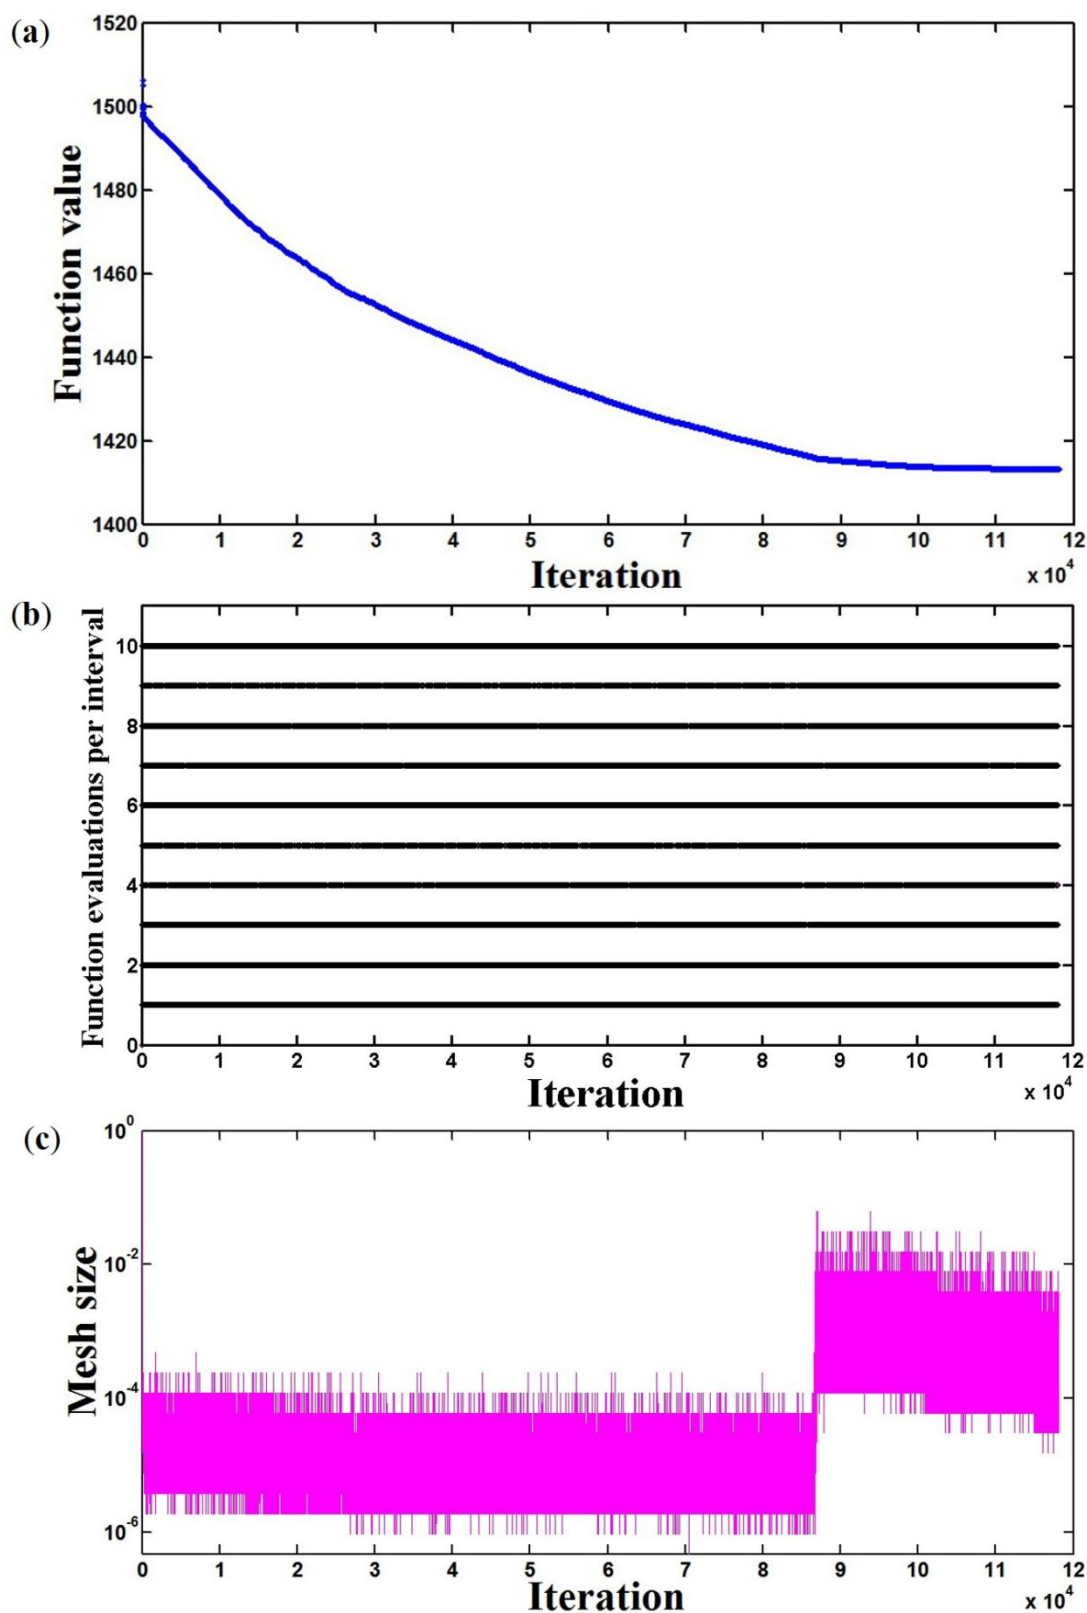 (a)
Function value
1520
1500
1480
1460
1440
1420
1400
0 1 2 3 4 5 6 7 8 9 10 11 12
Iteration
x 10^4
(b)
Function evaluations per interval
10
8
6
4
2
0
0 1 2 3 4 5 6 7 8 9 10 11 12
Iteration
x 10^4
(c)
Mesh size
10^0
10^-2
10^-4
10^-6
0 1 2 3 4 5 6 7 8 9 10 11 12
Iteration
x 10^4